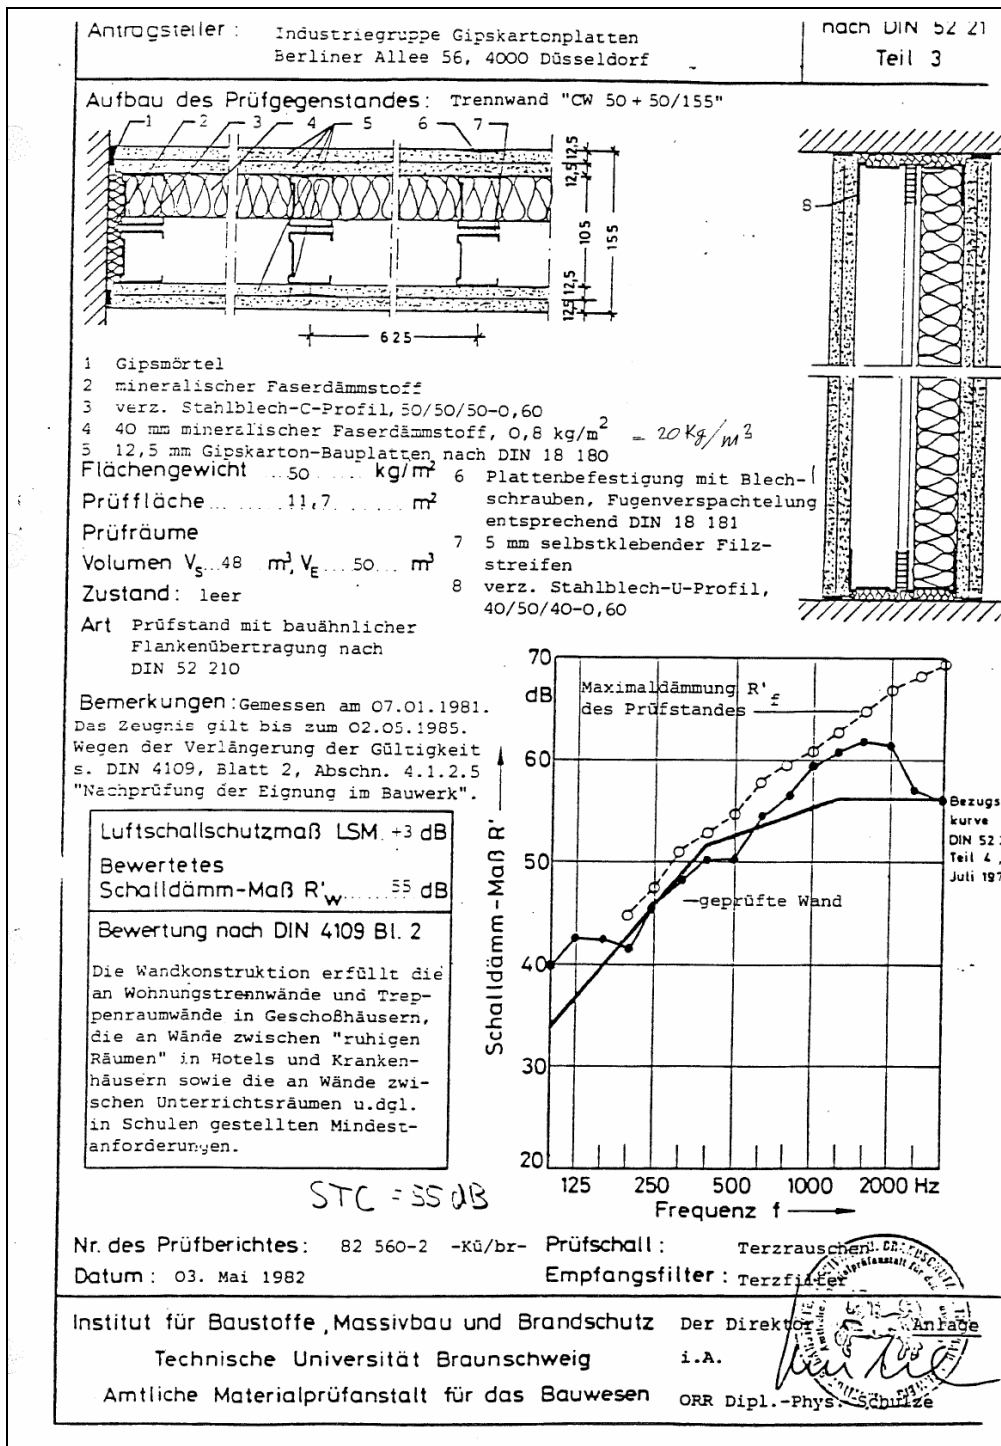 Antragsteller : Industriegruppe Gipskartonplatten
Berliner Allee 56, 4000 Düsseldorf
nach DIN 52 21
Teil 3
Aufbau des Prüfgegenstandes: Trennwand "CW 50 + 50/155"
1 2 3 4 5 6 7
12,5
12,5
105
155
12,5
12,5
625
8
1 Gipsmörtel
2 mineralischer Faserdämmstoff
3 verz. Stahlblech-C-Profil, 50/50/50-0,60
4 40 mm mineralischer Faserdämmstoff, 0,8 kg/m² = 20 Kg/m³
5 12,5 mm Gipskarton-Bauplatten nach DIN 18 180
Flächengewicht ...50..... kg/m²
Prüffläche........11,7....... m²
Prüfräume
Volumen Vs...48 m³, VE....50.... m³
Zustand : leer
6 Plattenbefestigung mit Blech-
schrauben, Fugenverspachtelung
entsprechend DIN 18 181
7 5 mm selbstklebender Filz-
streifen
8 verz. Stahlblech-U-Profil,
40/50/40-0,60
Art Prüfstand mit bauähnlicher
Flankenübertragung nach
DIN 52 210
Bemerkungen : Gemessen am 07.01.1981.
Das Zeugnis gilt bis zum 02.05.1985.
Wegen der Verlängerung der Gültigkeit
s. DIN 4109, Blatt 2, Abschn. 4.1.2.5
"Nachprüfung der Eignung im Bauwerk".
Luftschallschutzmaß LSM. +3 dB
Bewertetes
Schalldämm-Maß R'w.......55 dB
Bewertung nach DIN 4109 Bl. 2
Die Wandkonstruktion erfüllt die
an Wohnungstrennwände und Trep-
penraumwände in Geschoßhäusern,
die an Wände zwischen "ruhigen
Räumen" in Hotels und Kranken-
häusern sowie die an Wände zwi-
schen Unterrichtsräumen u.dgl.
in Schulen gestellten Mindest-
anforderungen.
70
dB
60
50
40
30
20
Schalldämm-Maß R'
Maximaldämmung R'f
des Prüfstandes
geprüfte Wand
Bezugs
kurve
DIN 52
Teil 4,
Juli 197
125 250 500 1000 2000 Hz
Frequenz f
STC = 55 dB
Nr. des Prüfberichtes : 82 560-2 -Kü/br- Prüfschall : Terzrauschen
Datum : 03. Mai 1982 Empfangsfilter : Terzfilter
Institut für Baustoffe, Massivbau und Brandschutz
Technische Universität Braunschweig
Amtliche Materialprüfanstalt für das Bauwesen
Der Direktor
i.A.
ORR Dipl.-Phys. Schulze